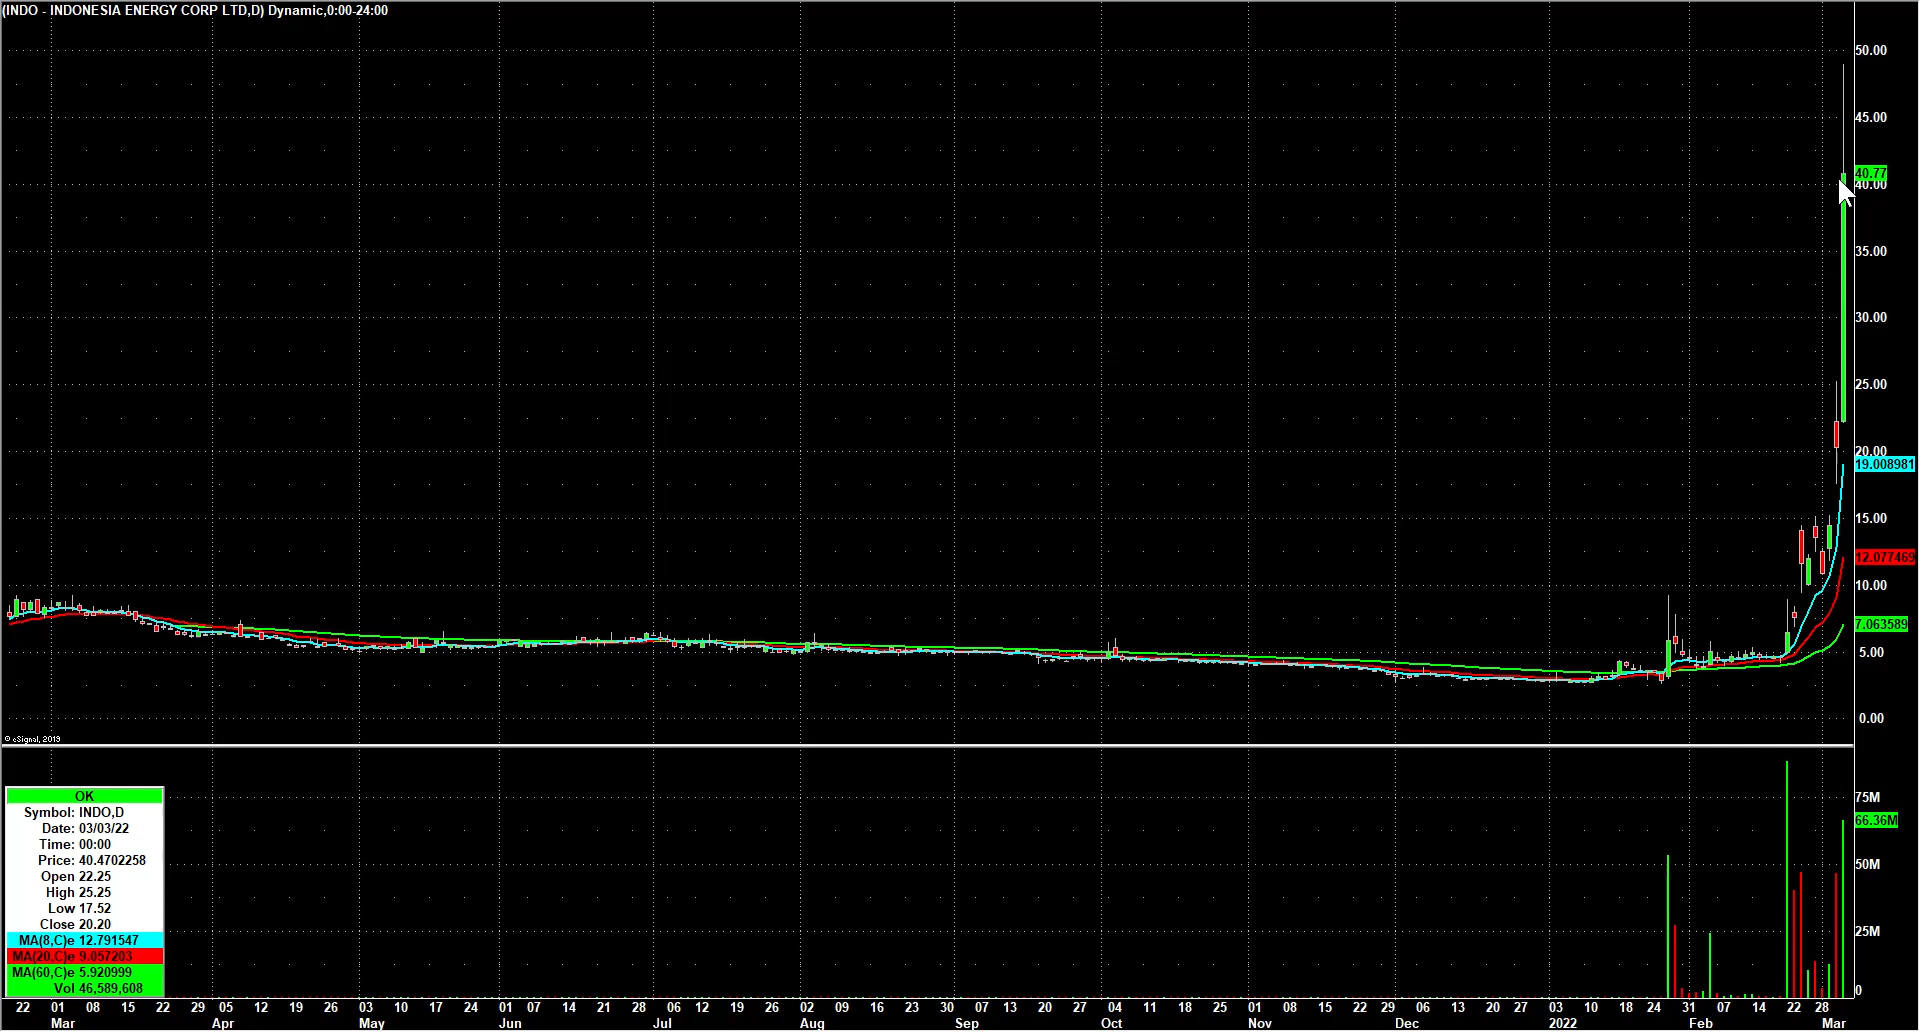 (INDO - INDONESIA ENERGY CORP LTD,D) Dynamic,0:00-24:00
50.00
45.00
40.77
40.00
35.00
30.00
25.00
20.00
19.008981
15.00
12.077469
10.00
7.063589
5.00
0.00
© eSignal, 2019
75M
66.36M
50M
25M
0
OK
Symbol: INDO,D
Date: 03/03/22
Time: 00:00
Price: 40.4702258
Open 22.25
High 25.25
Low 17.52
Close 20.20
MA(8,C)e 12.791547
MA(20,C)e 9.057203
MA(60,C)e 5.920999
Vol 46,589,608
22 01 08 15 22 29 05 12 19 26 03 10 17 24 01 07 14 21 28 06 12 19 26 02 09 16 23 30 07 13 20 27 04 11 18 25 01 08 15 22 29 06 13 20 27 03 10 18 24 31 07 14 22 28
Mar Apr May Jun Jul Aug Sep Oct Nov Dec 2022 Feb Mar